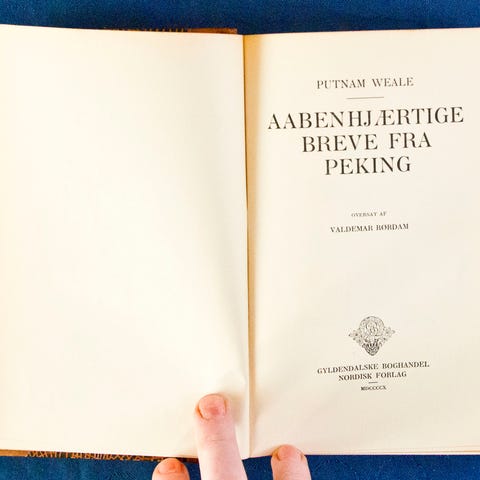 PUTNAM WEALE
AABENHJÆRTIGE
BREVE FRA
PEKING
OVERSAT AF
VALDEMAR RØRDAM
GYLDENDALSKE BOGHANDEL
NORDISK FORLAG
MDCCCCX